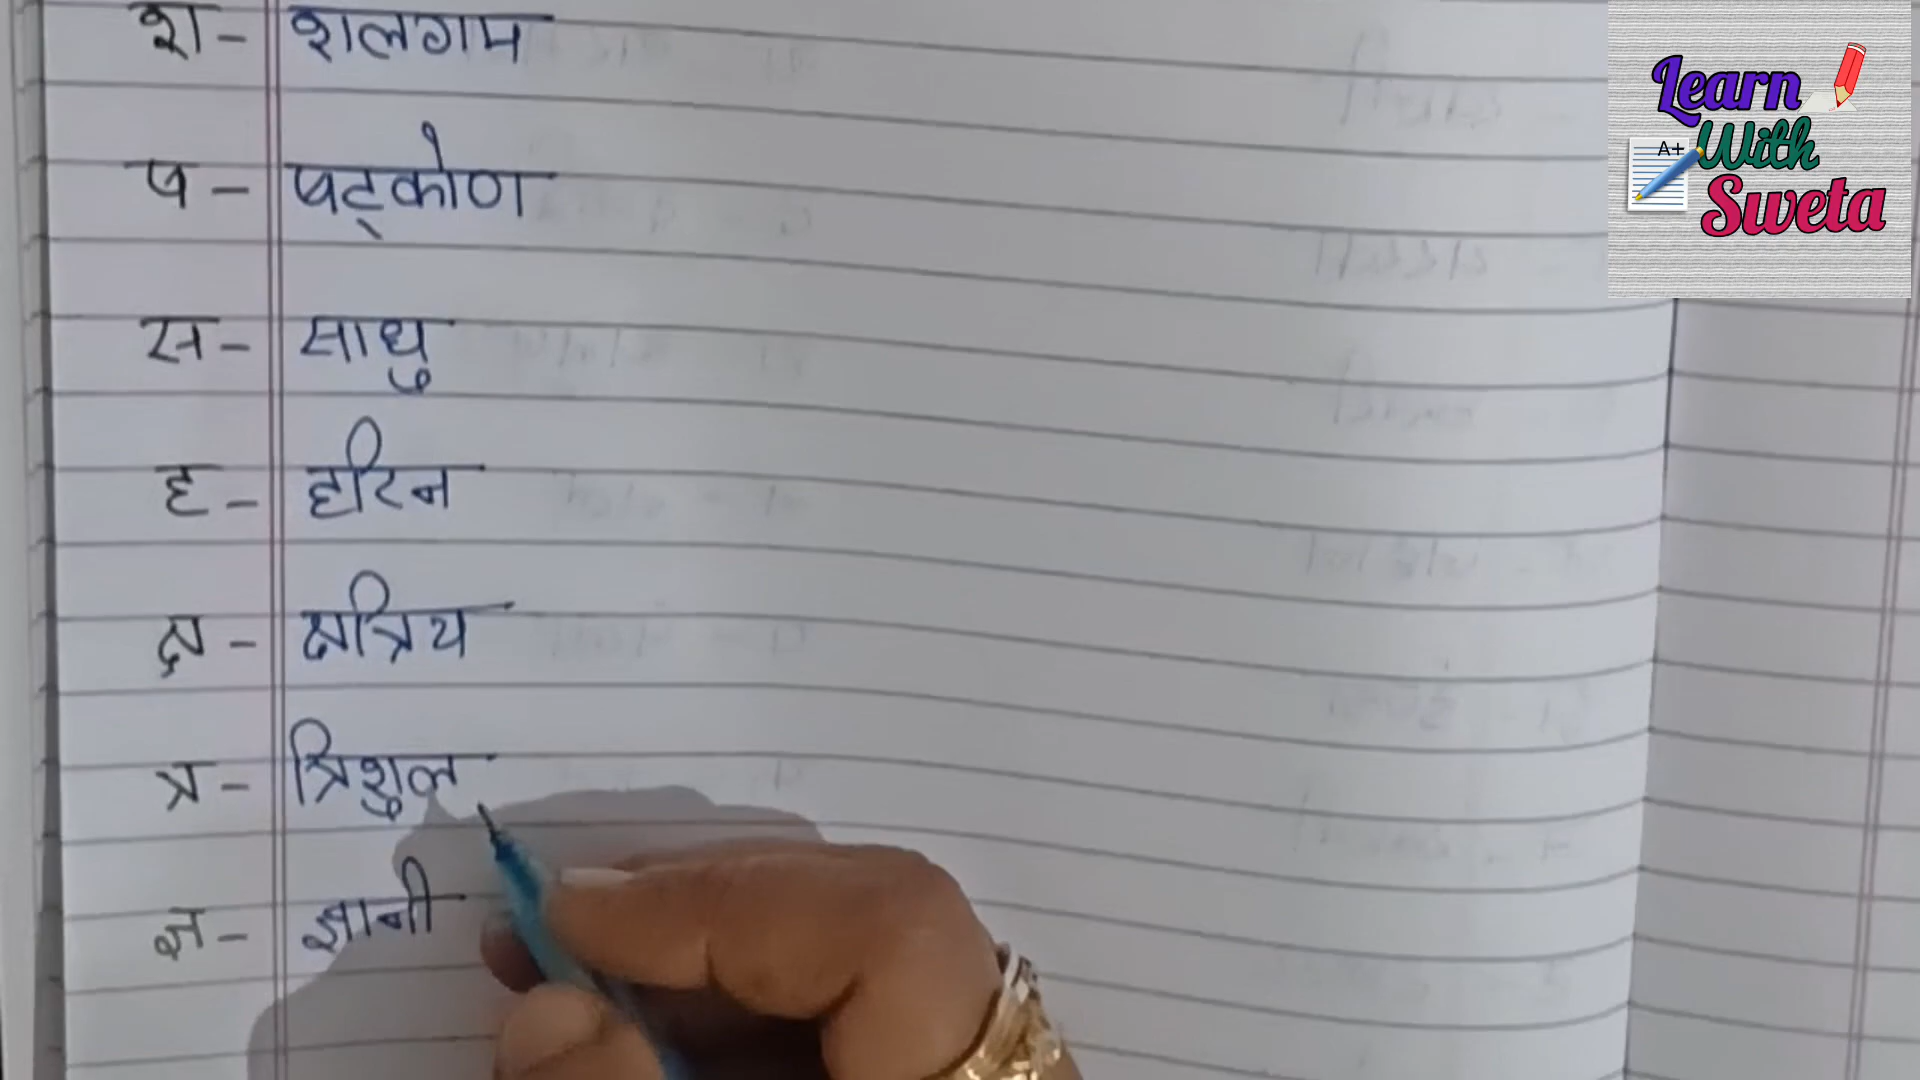 श - शलगम
ष - षट्कोण
स - साधु
ह - हरिन
क्ष - क्षत्रिय
त्र - त्रिशुल
ज्ञ - ज्ञानी
Learn
With
A+
Sweta